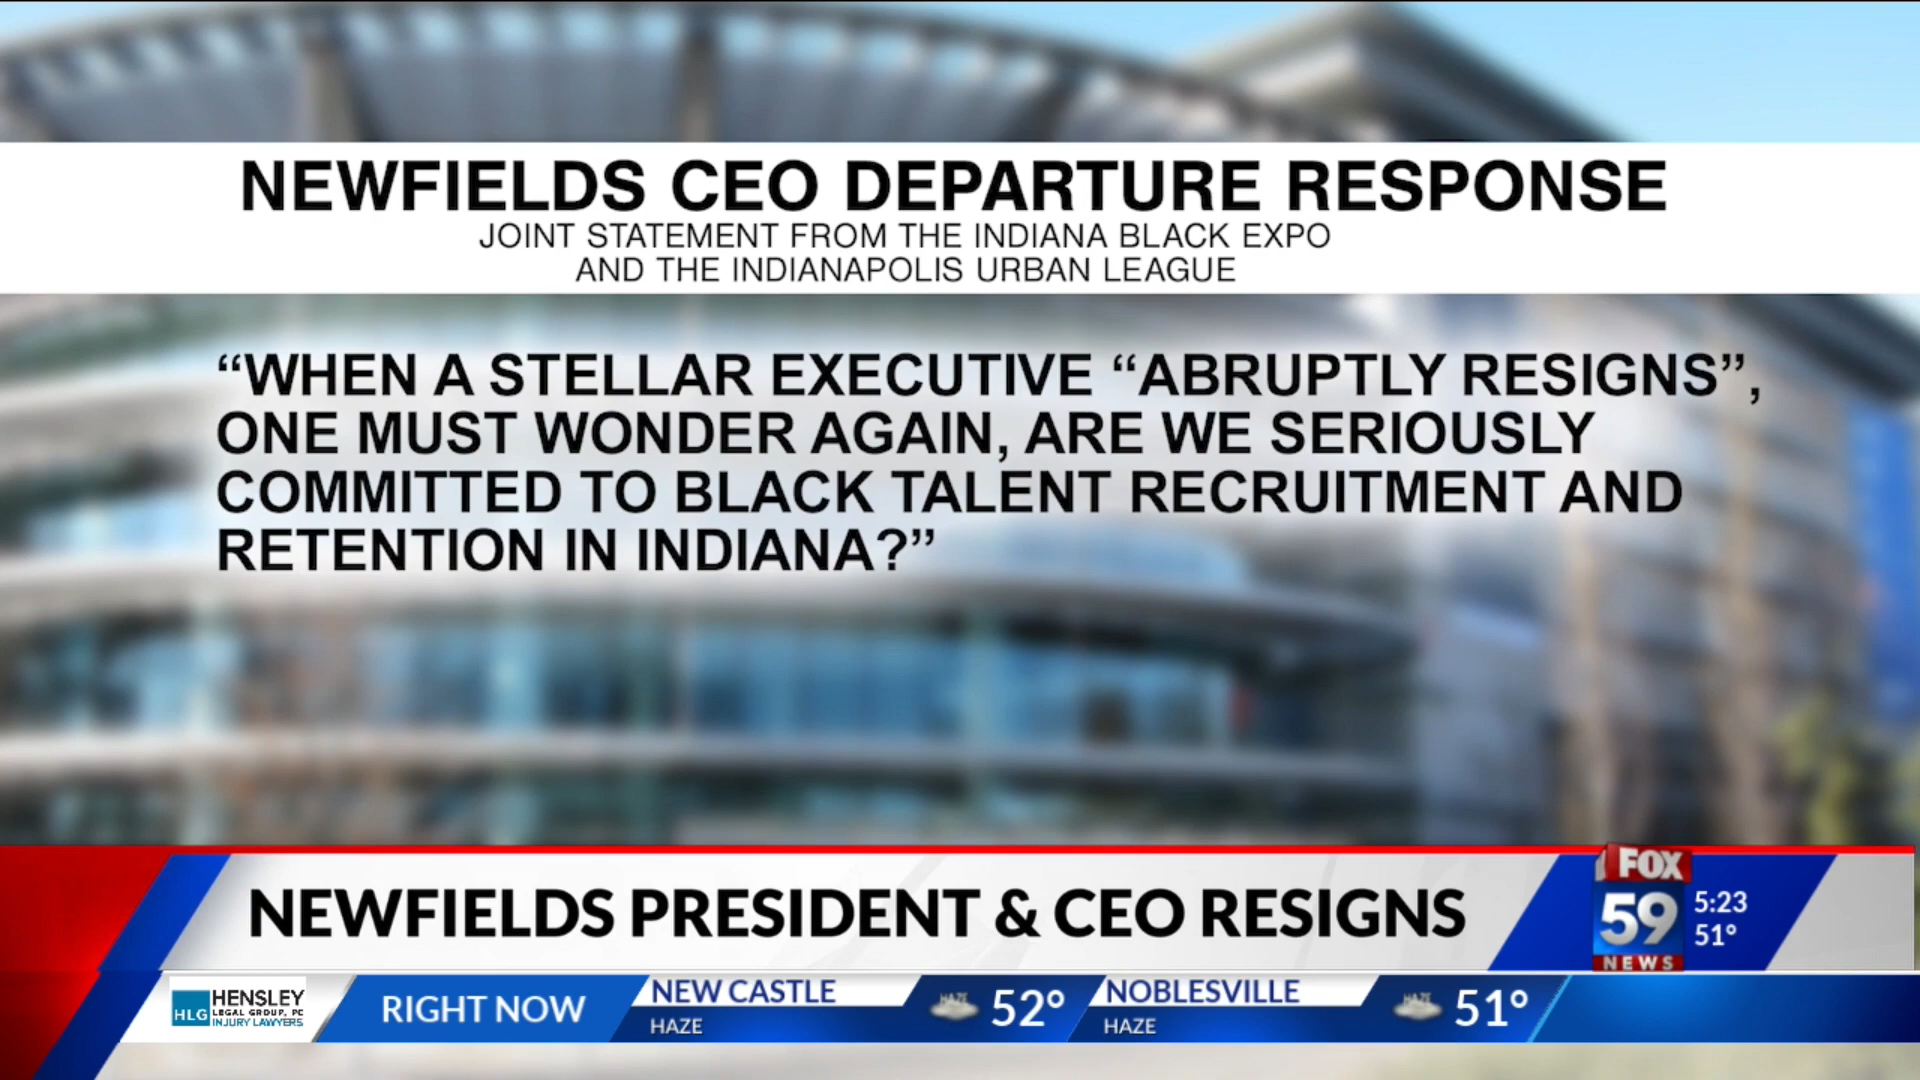 NEWFIELDS CEO DEPARTURE RESPONSE
JOINT STATEMENT FROM THE INDIANA BLACK EXPO
AND THE INDIANAPOLIS URBAN LEAGUE
“WHEN A STELLAR EXECUTIVE “ABRUPTLY RESIGNS”,
ONE MUST WONDER AGAIN, ARE WE SERIOUSLY
COMMITTED TO BLACK TALENT RECRUITMENT AND
RETENTION IN INDIANA?”
NEWFIELDS PRESIDENT & CEO RESIGNS
FOX
59
NEWS
5:23
51°
HLG
HENSLEY
LEGAL GROUP, PC
INJURY LAWYERS
RIGHT NOW
NEW CASTLE
HAZE
HAZE
52°
NOBLESVILLE
HAZE
HAZE
51°